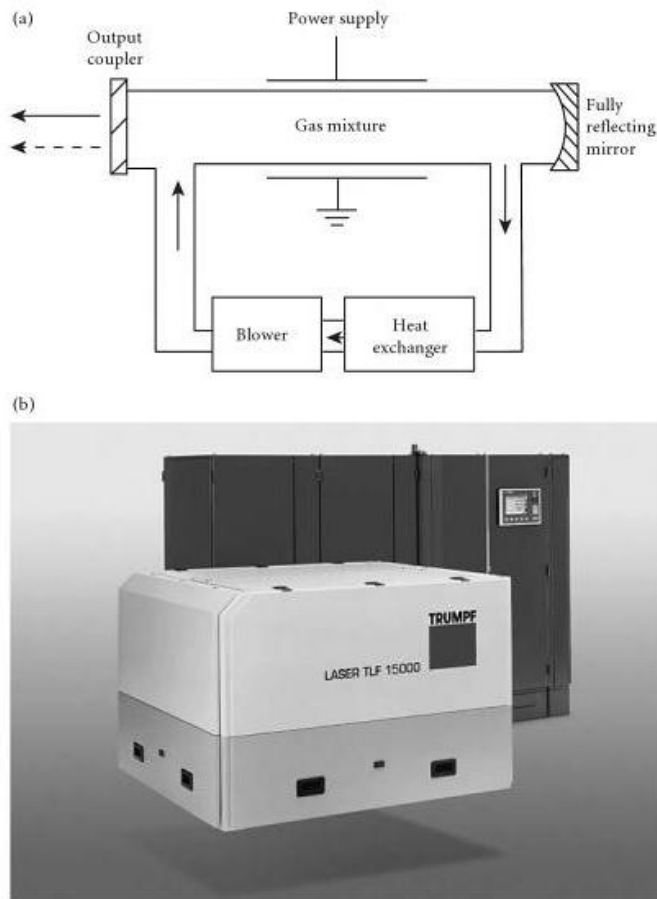 (a)
Power supply
Output
coupler
Gas mixture
Fully
reflecting
mirror
Blower
Heat
exchanger
(b)
TRUMPF
LASER TLF 15000